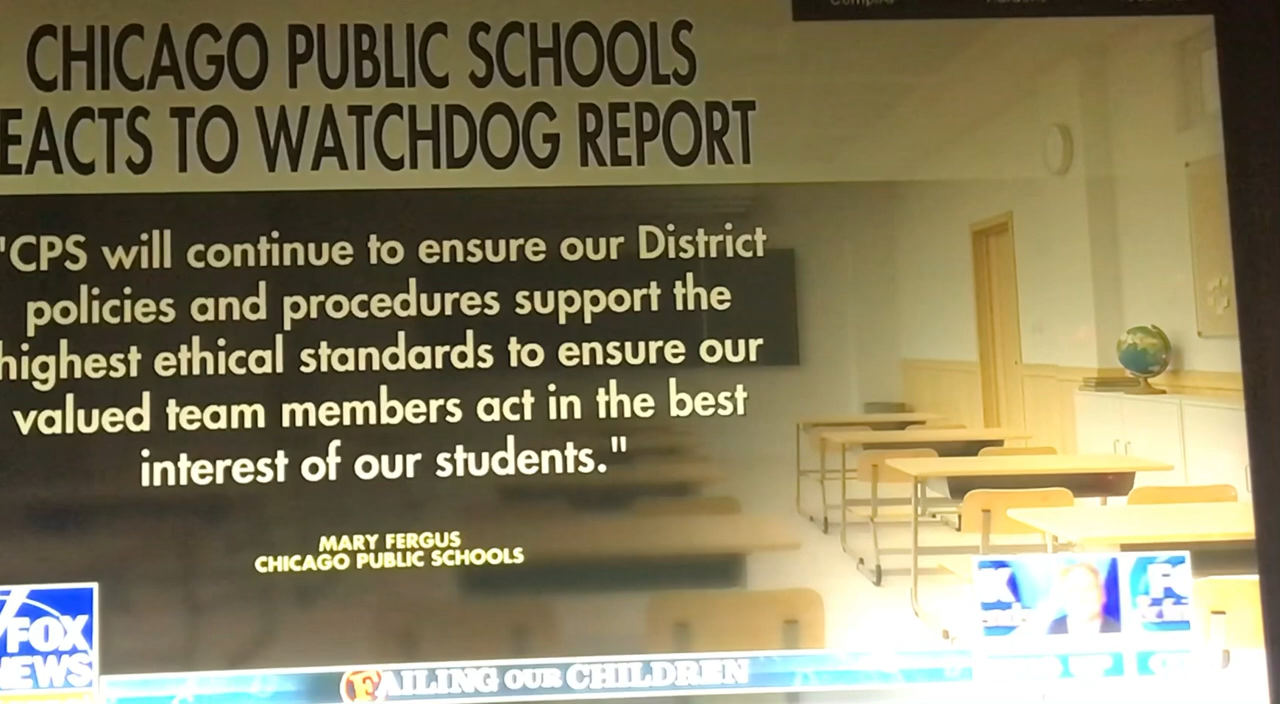 CHICAGO PUBLIC SCHOOLS
EACTS TO WATCHDOG REPORT
"CPS will continue to ensure our District
policies and procedures support the
highest ethical standards to ensure our
valued team members act in the best
interest of our students."
MARY FERGUS
CHICAGO PUBLIC SCHOOLS
FOX
NEWS
FAILING OUR CHILDREN